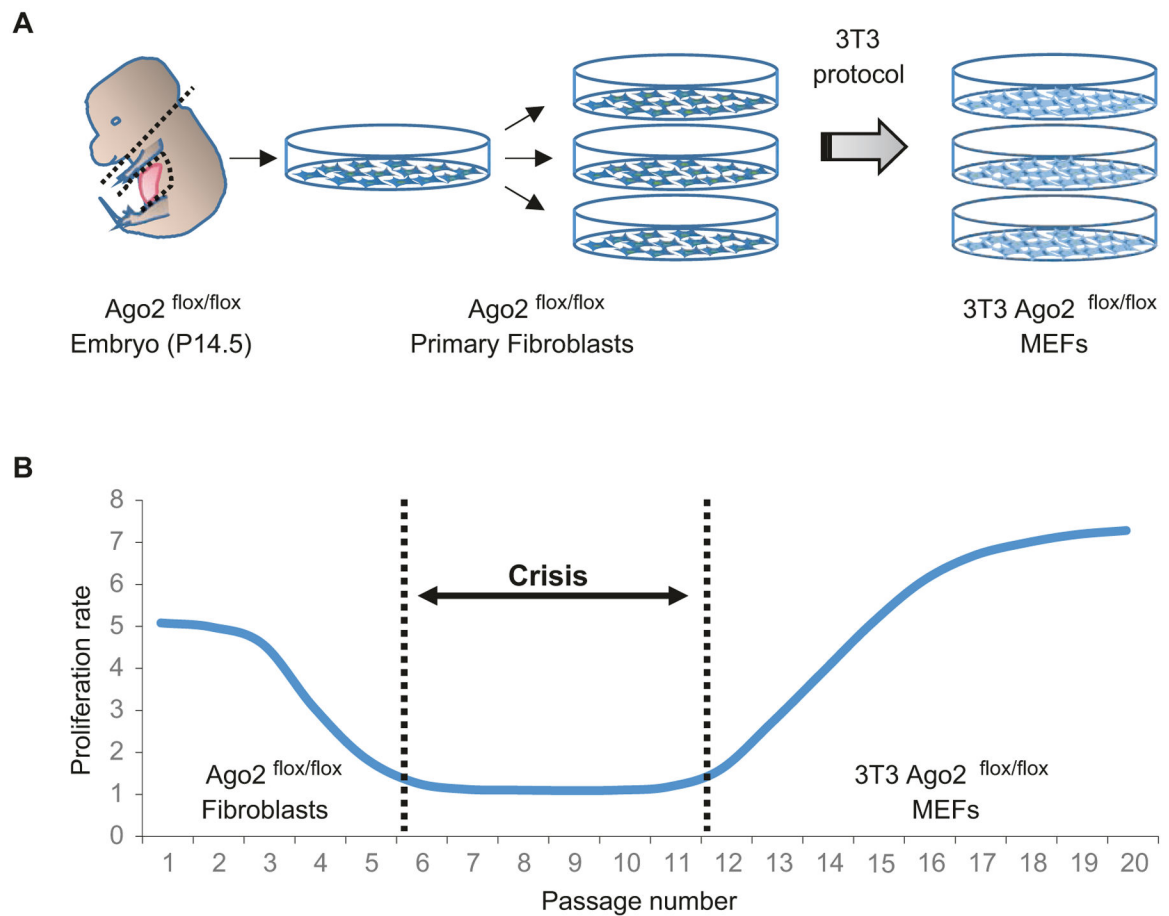 A
3T3
protocol
Ago2 flox/flox
Embryo (P14.5)
Ago2 flox/flox
Primary Fibroblasts
3T3 Ago2 flox/flox
MEFs
B
8
7
6
5
4
3
2
1
0
Proliferation rate
Crisis
Ago2 flox/flox
Fibroblasts
3T3 Ago2 flox/flox
MEFs
1 2 3 4 5 6 7 8 9 10 11 12 13 14 15 16 17 18 19 20
Passage number